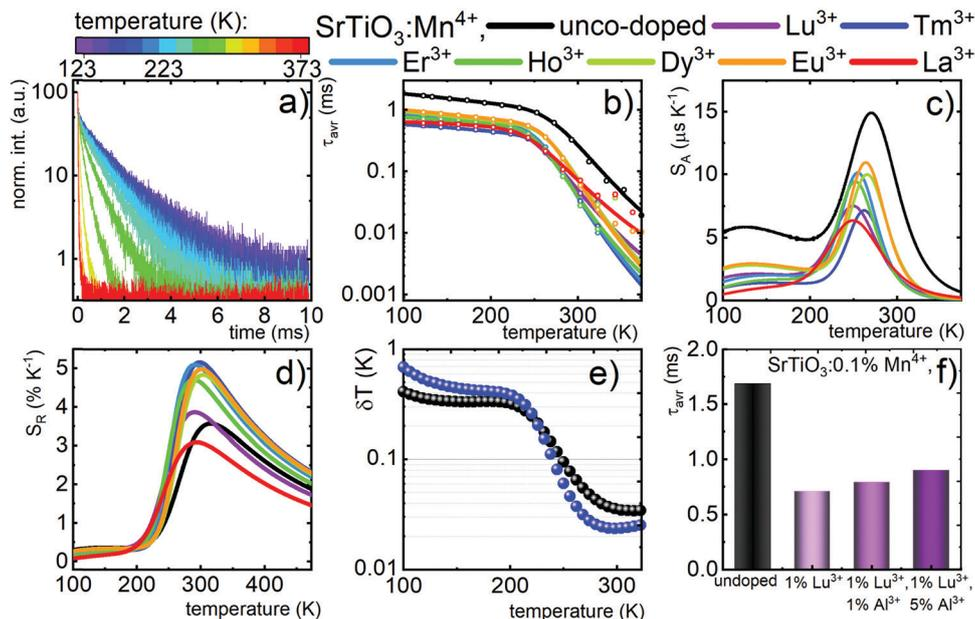 temperature (K):
123 223 373
SrTiO₃:Mn⁴⁺, unco-doped Lu³⁺ Tm³⁺
Er³⁺ Ho³⁺ Dy³⁺ Eu³⁺ La³⁺
a)
norm. int. (a.u.)
100
10
1
0 2 4 6 8 10
time (ms)
b)
τavr (ms)
1
0.1
0.01
0.001
100 200 300
temperature (K)
c)
SA (μs K⁻¹)
15
10
5
0
100 200 300
temperature (K)
d)
SR (% K⁻¹)
5
4
3
2
1
0
100 200 300 400
temperature (K)
e)
δT (K)
1
0.1
0.01
100 200 300
temperature (K)
SrTiO₃:0.1% Mn⁴⁺, f)
τavr (ms)
2.0
1.5
1.0
0.5
0.0
undoped 1% Lu³⁺ 1% Lu³⁺, 1% Lu³⁺,
1% Al³⁺ 5% Al³⁺